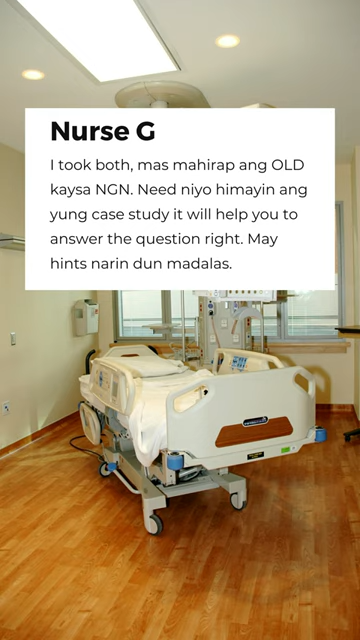 Nurse G
I took both, mas mahirap ang OLD
kaysa NGN. Need niyo himayin ang
yung case study it will help you to
answer the question right. May
hints narin dun madalas.